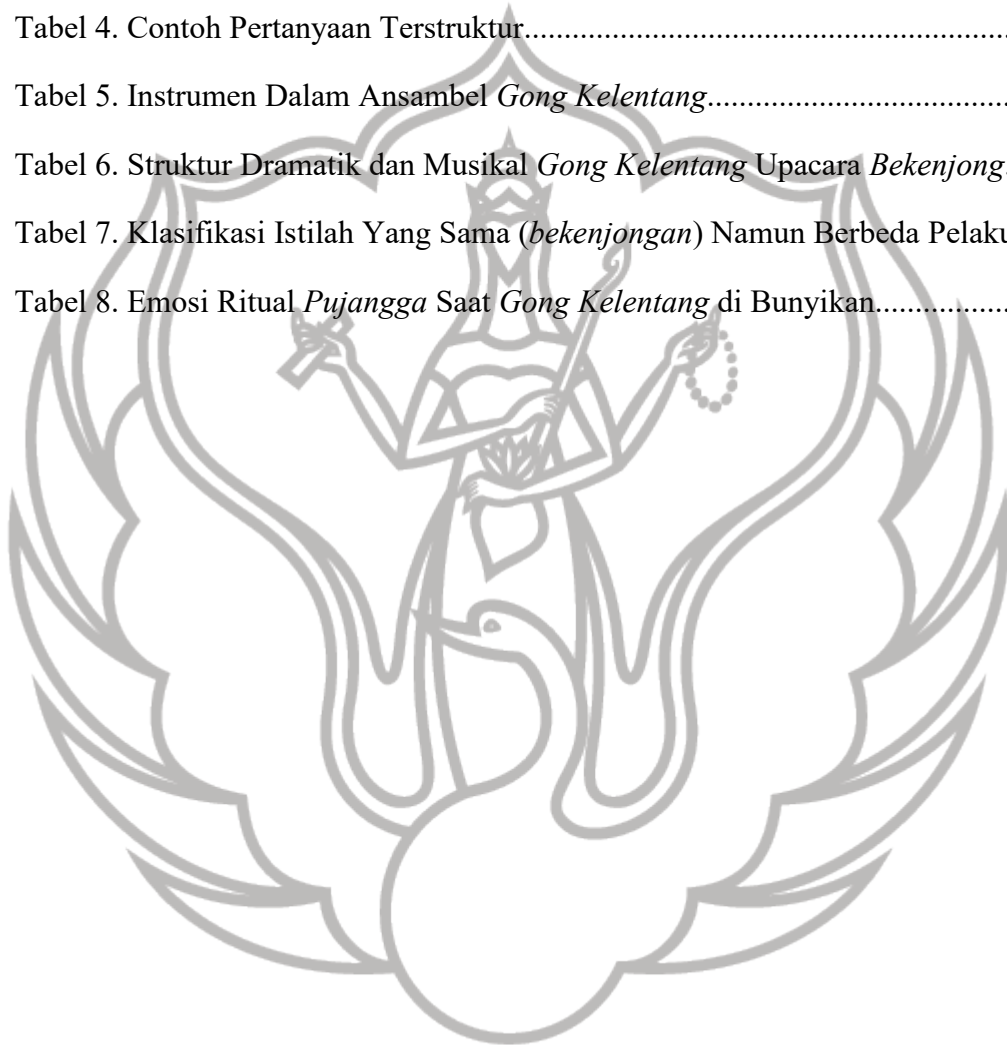 Tabel 4. Contoh Pertanyaan Terstruktur...............................................................
Tabel 5. Instrumen Dalam Ansambel Gong Kelentang......................................
Tabel 6. Struktur Dramatik dan Musikal Gong Kelentang Upacara
Tabel 7. Klasifikasi Istilah Yang Sama (bekenjongan) Namun Berbeda
Tabel 8. Emosi Ritual Pujangga Saat Gong Kelentang di Bunyikan.................